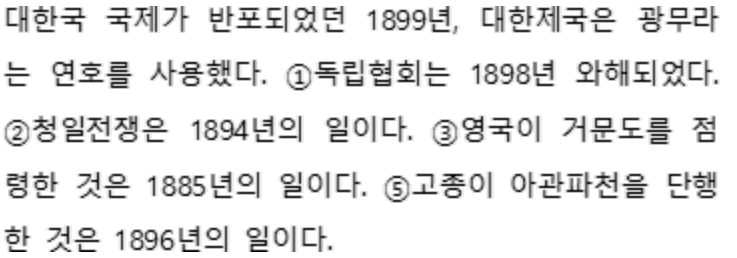 대한국 국제가 반포되었던 1899년, 대한제국은 광무라
는 연호를 사용했다. ①독립협회는 1898년 와해되었다.
②청일전쟁은 1894년의 일이다. ③영국이 거문도를 점
령한 것은 1885년의 일이다. ⑤고종이 아관파천을 단행
한 것은 1896년의 일이다.